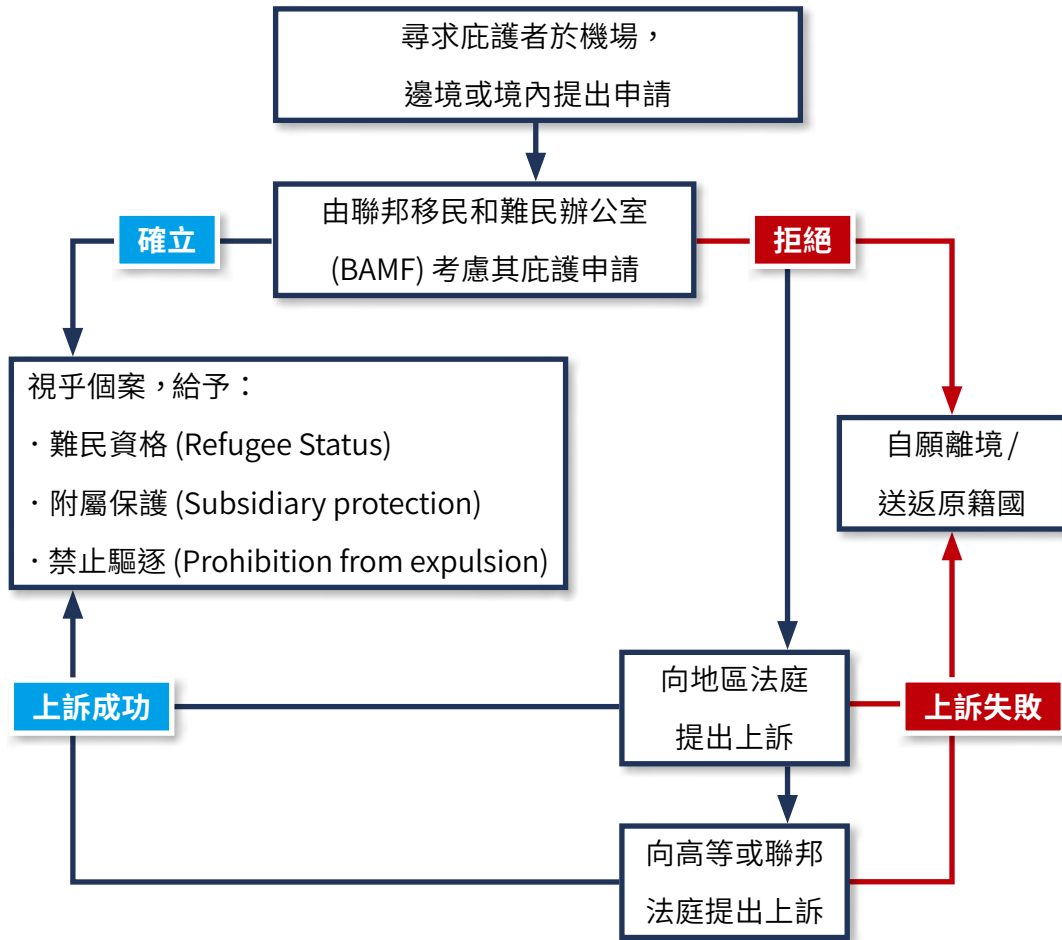 尋求庇護者於機場，
邊境或境內提出申請
由聯邦移民和難民辦公室
(BAMF) 考慮其庇護申請
確立
拒絕
視乎個案，給予：
· 難民資格 (Refugee Status)
· 附屬保護 (Subsidiary protection)
· 禁止驅逐 (Prohibition from expulsion)
自願離境 /
送返原籍國
向地區法庭
提出上訴
上訴成功
上訴失敗
向高等或聯邦
法庭提出上訴